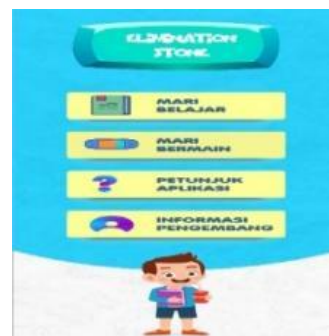 ELIMINATION
STONE
MARI
BELAJAR
MARI
BERMAIN
PETUNJUK
APLIKASI
INFORMASI
PENGEMBANG